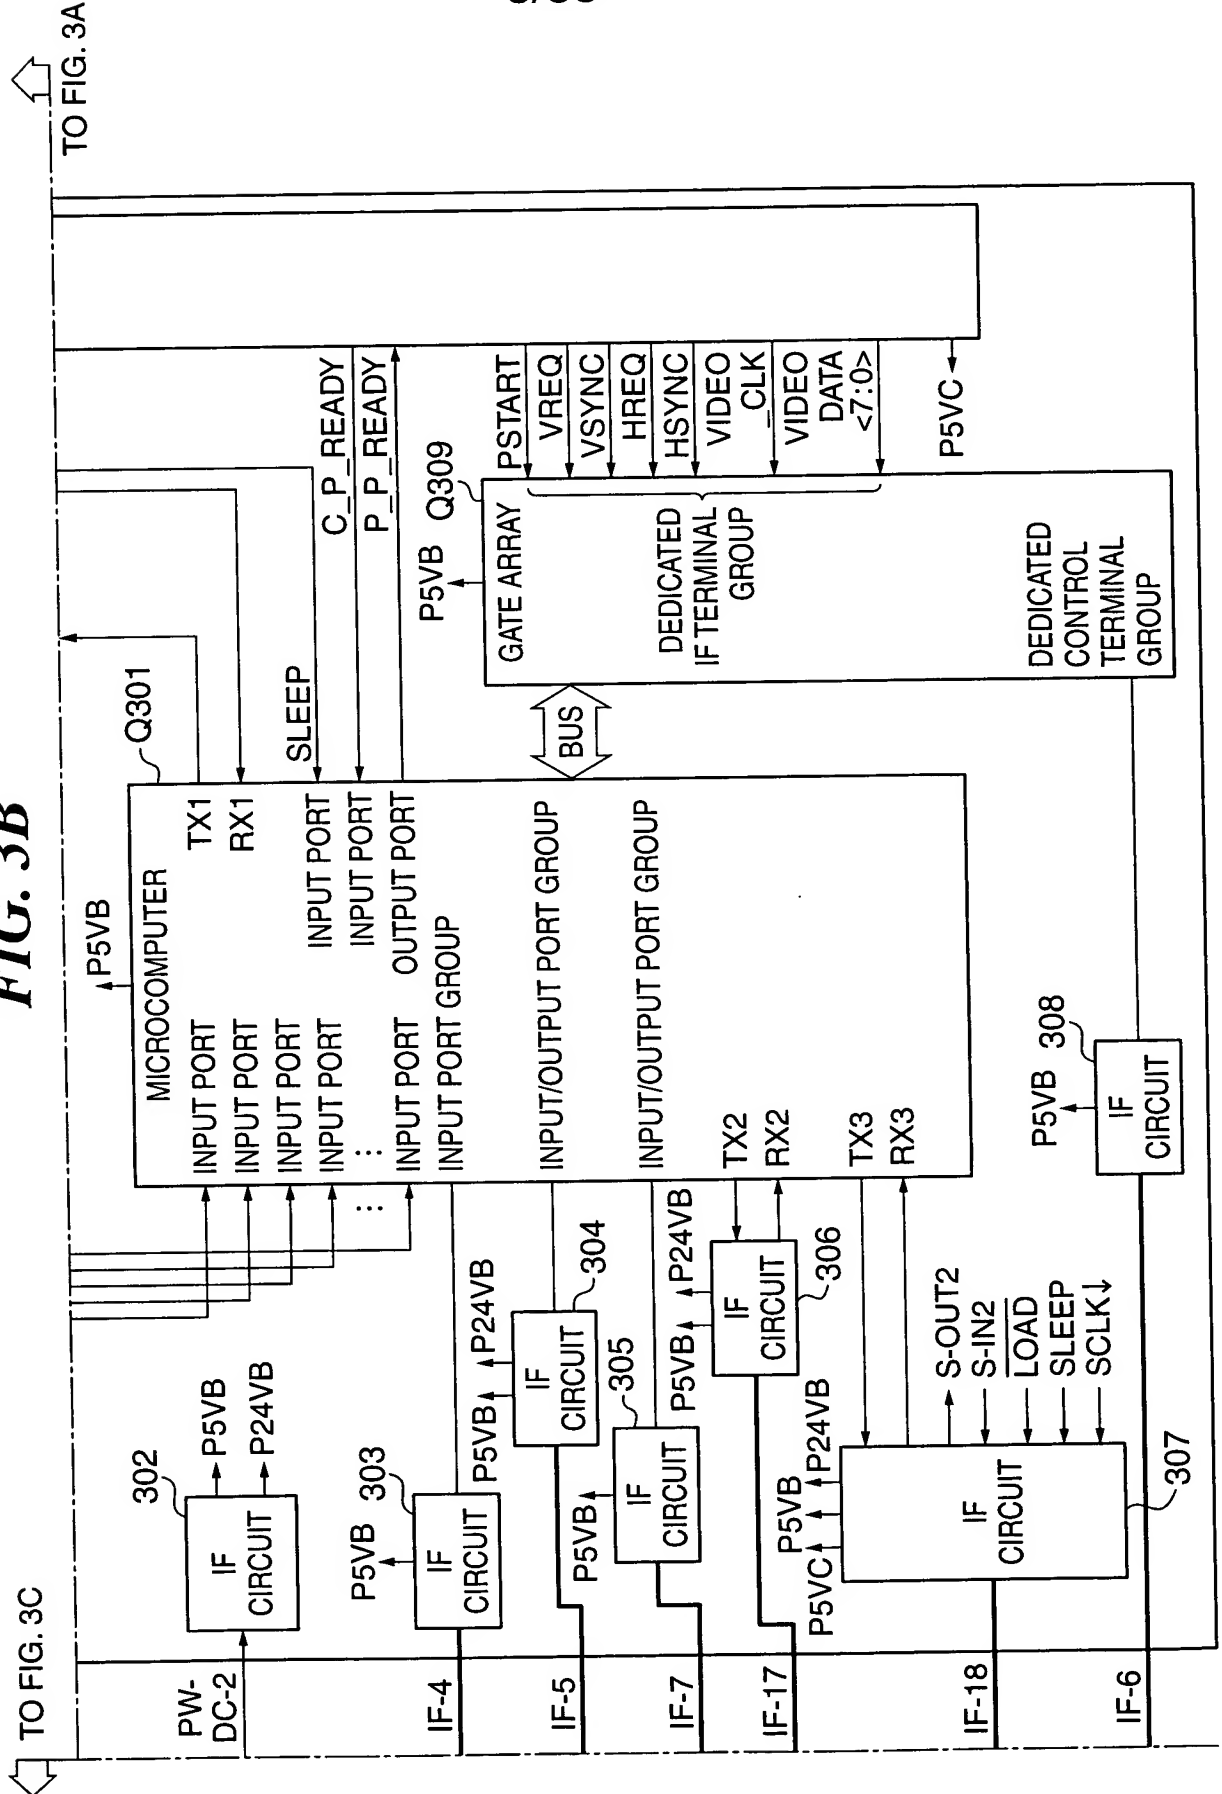 FIG. 3B
TO FIG. 3C
TO FIG. 3A
P5VB
MICROCOMPUTER
Q301
INPUT PORT
INPUT PORT
INPUT PORT
INPUT PORT
...
...
INPUT PORT
INPUT PORT GROUP
TX1
RX1
INPUT PORT
INPUT PORT
OUTPUT PORT
SLEEP
C_P_READY
P_P_READY
INPUT/OUTPUT PORT GROUP
INPUT/OUTPUT PORT GROUP
TX2
RX2
TX3
RX3
BUS
P5VB
Q309
GATE ARRAY
DEDICATED
IF TERMINAL
GROUP
DEDICATED
CONTROL
TERMINAL
GROUP
PSTART
VREQ
VSYNC
HREQ
HSYNC
VIDEO
_CLK
VIDEO
DATA
<7:0>
P5VC
PW-
DC-2
302
IF
CIRCUIT
P5VB
P24VB
IF-4
P5VB
303
IF
CIRCUIT
IF-5
P5VB
P24VB
304
IF
CIRCUIT
IF-7
P5VB
305
IF
CIRCUIT
IF-17
P5VB
P24VB
IF
CIRCUIT
306
IF-18
P5VC
P5VB
P24VB
IF
CIRCUIT
307
S-OUT2
S-IN2
LOAD
SLEEP
SCLK↓
IF-6
P5VB
308
IF
CIRCUIT